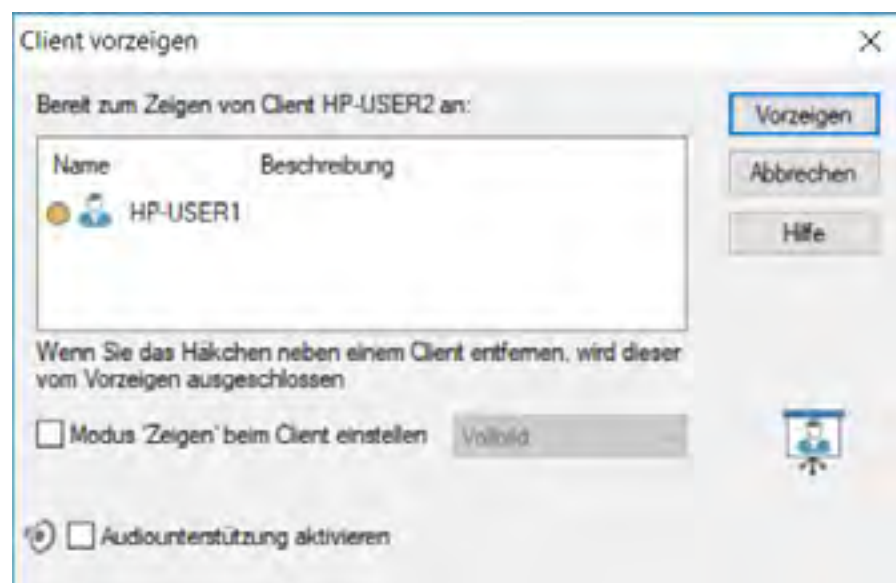 Client vorzeigen
Bereit zum Zeigen von Client HP-USER2 an:
Vorzeigen
Name Beschreibung
Abbrechen
HP-USER1
Hilfe
Wenn Sie das Häkchen neben einem Client entfernen, wird dieser
vom Vorzeigen ausgeschlossen
Modus 'Zeigen' beim Client einstellen Vollbild
Audiounterstützung aktivieren